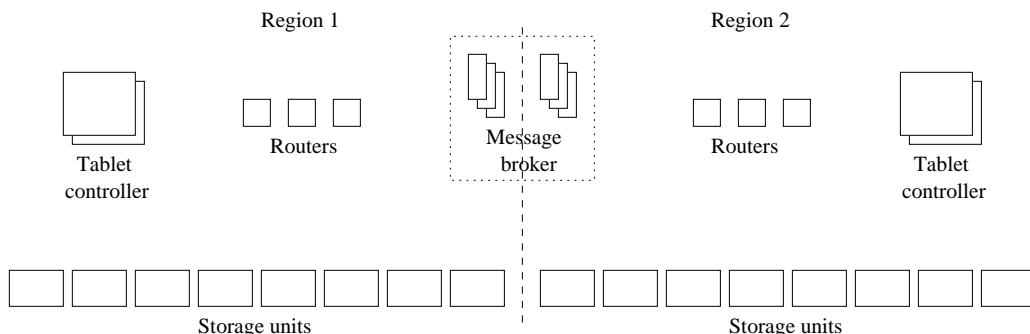 Region 1
Region 2
Tablet
controller
Routers
Message
broker
Routers
Tablet
controller
Storage units
Storage units